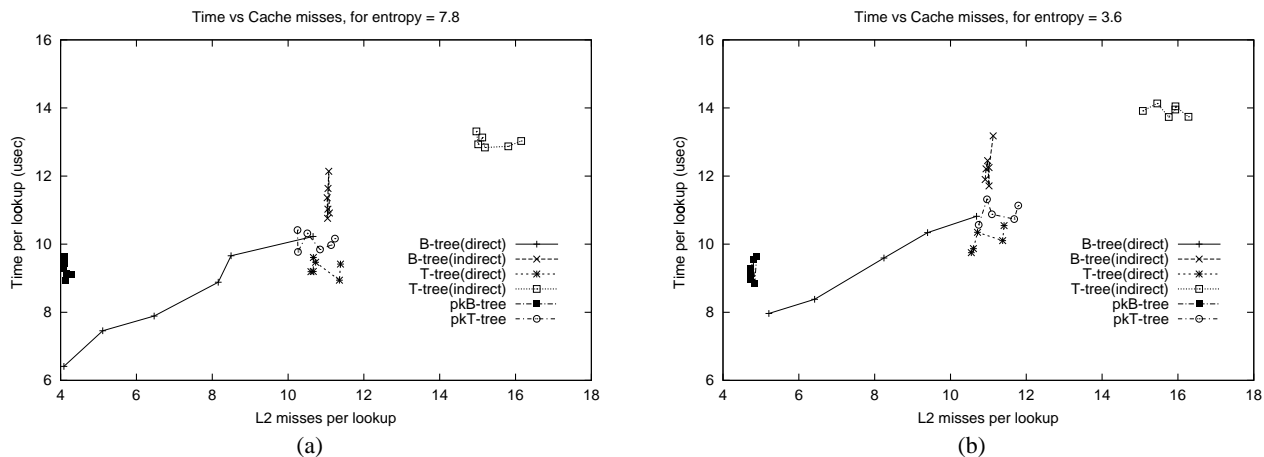 Time vs Cache misses, for entropy = 7.8
16
14
12
10
8
6
Time per lookup (usec)
B-tree(direct)
B-tree(indirect)
T-tree(direct)
T-tree(indirect)
pkB-tree
pkT-tree
4 6 8 10 12 14 16 18
L2 misses per lookup
(a)
Time vs Cache misses, for entropy = 3.6
16
14
12
10
8
6
Time per lookup (usec)
B-tree(direct)
B-tree(indirect)
T-tree(direct)
T-tree(indirect)
pkB-tree
pkT-tree
4 6 8 10 12 14 16 18
L2 misses per lookup
(b)